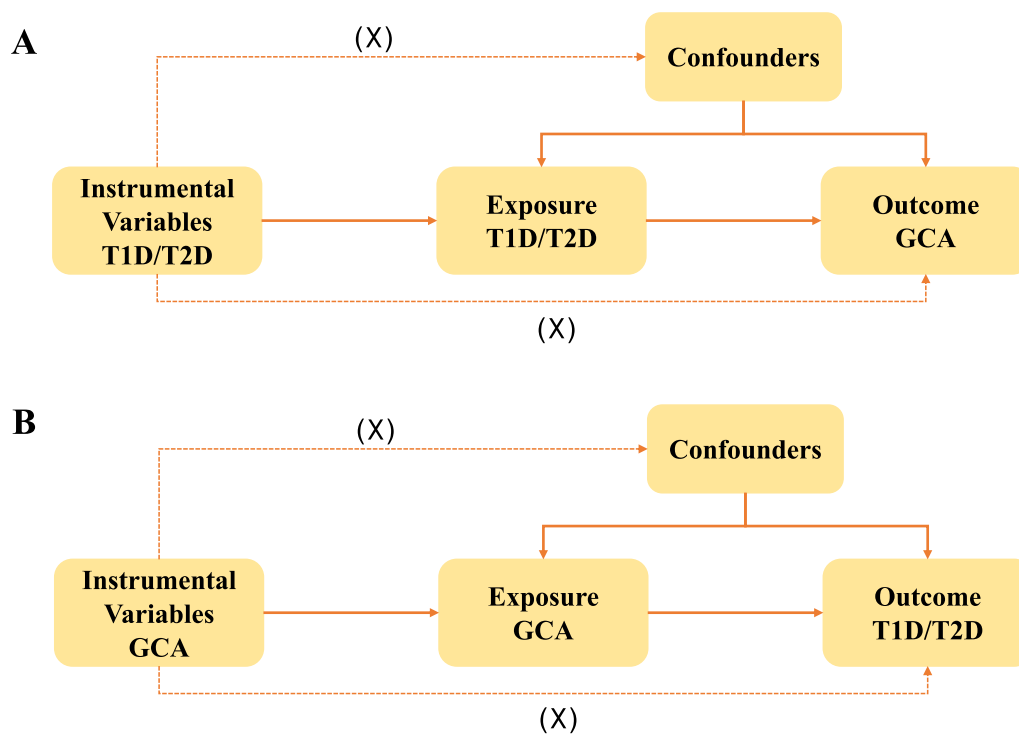 A
(X)
Confounders
Instrumental
Variables
T1D/T2D
Exposure
T1D/T2D
Outcome
GCA
(X)
B
(X)
Confounders
Instrumental
Variables
GCA
Exposure
GCA
Outcome
T1D/T2D
(X)